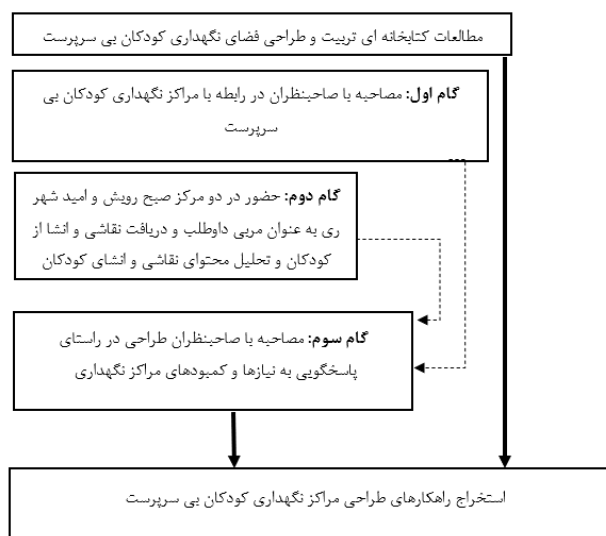 مطالعات کتابخانه ای تربیت و طراحی فضای نگهداری کودکان بی سرپرست
گام اول: مصاحبه با صاحبنظران در رابطه با مراکز نگهداری کودکان بی
سرپرست
گام دوم: حضور در دو مرکز صبح رویش و امید شهر
ری به عنوان مربی داوطلب و دریافت نقاشی و انشا از
کودکان و تحلیل محتوای نقاشی و انشای کودکان
گام سوم: مصاحبه با صاحبنظران طراحی در راستای
پاسخگویی به نیازها و کمبودهای مراکز نگهداری
استخراج راهکارهای طراحی مراکز نگهداری کودکان بی سرپرست